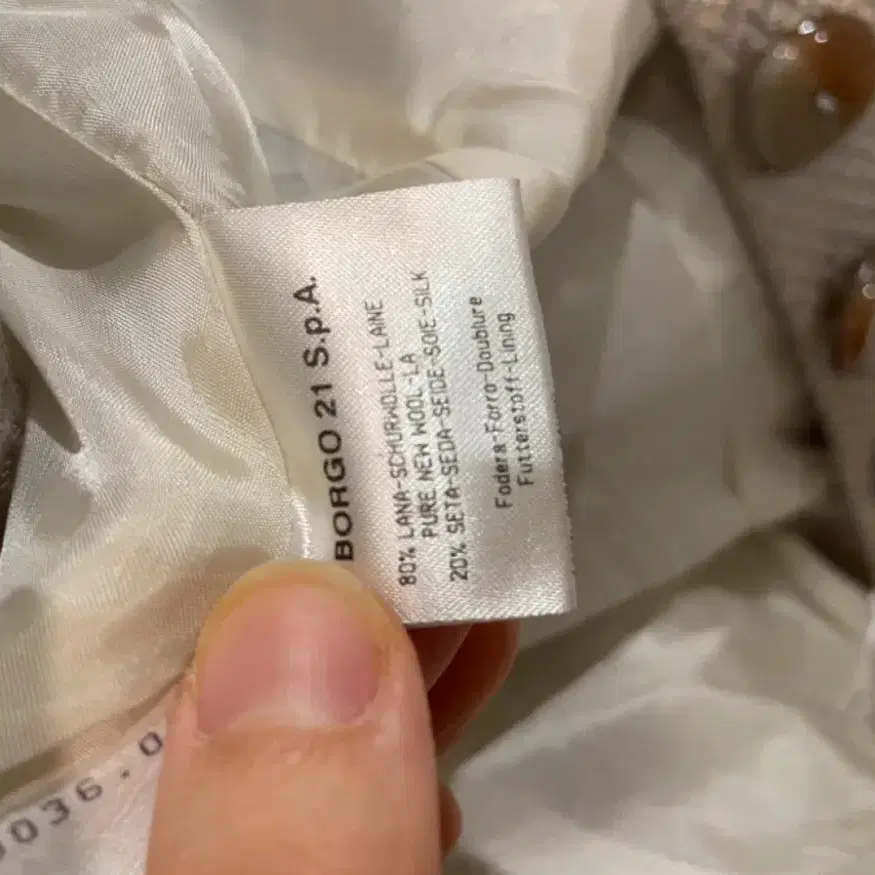 BORGO 21 S.p.A.
80% LANA-SCHURWOLLE-LAINE
PURE NEW WOOL-LA
20% SETA-SEDA-SEIDE-SOIE-SILK
Fodera-Forro-Doublure
Futterstoff-Lining
036.0